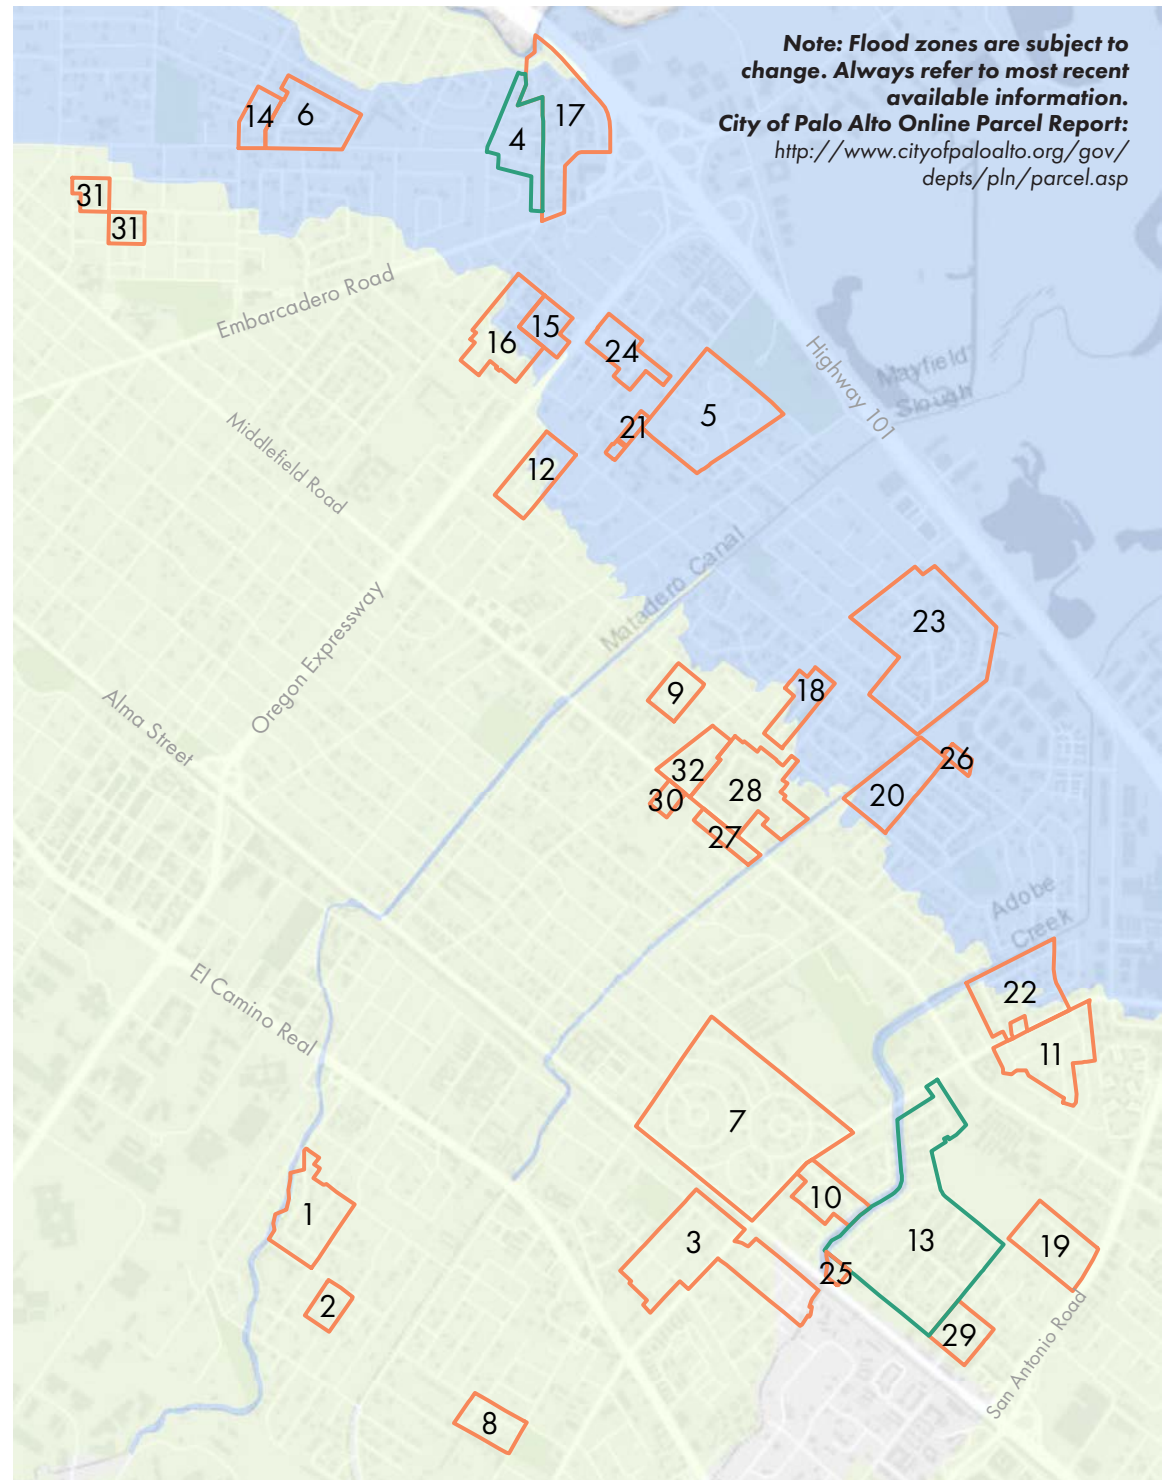 Note: Flood zones are subject to
change. Always refer to most recent
available information.
City of Palo Alto Online Parcel Report:
http://www.cityofpaloalto.org/gov/
depts/pln/parcel.asp
14
6
4
17
31
31
Embarcadero Road
16
15
24
5
21
12
Highway 101
Mayfield
Slough
Middlefield Road
Matadero Canal
Oregon Expressway
Alma Street
23
9
18
32
30
28
27
26
20
Adobe
Creek
El Camino Real
22
11
7
10
1
3
13
19
25
2
29
San Antonio Road
8